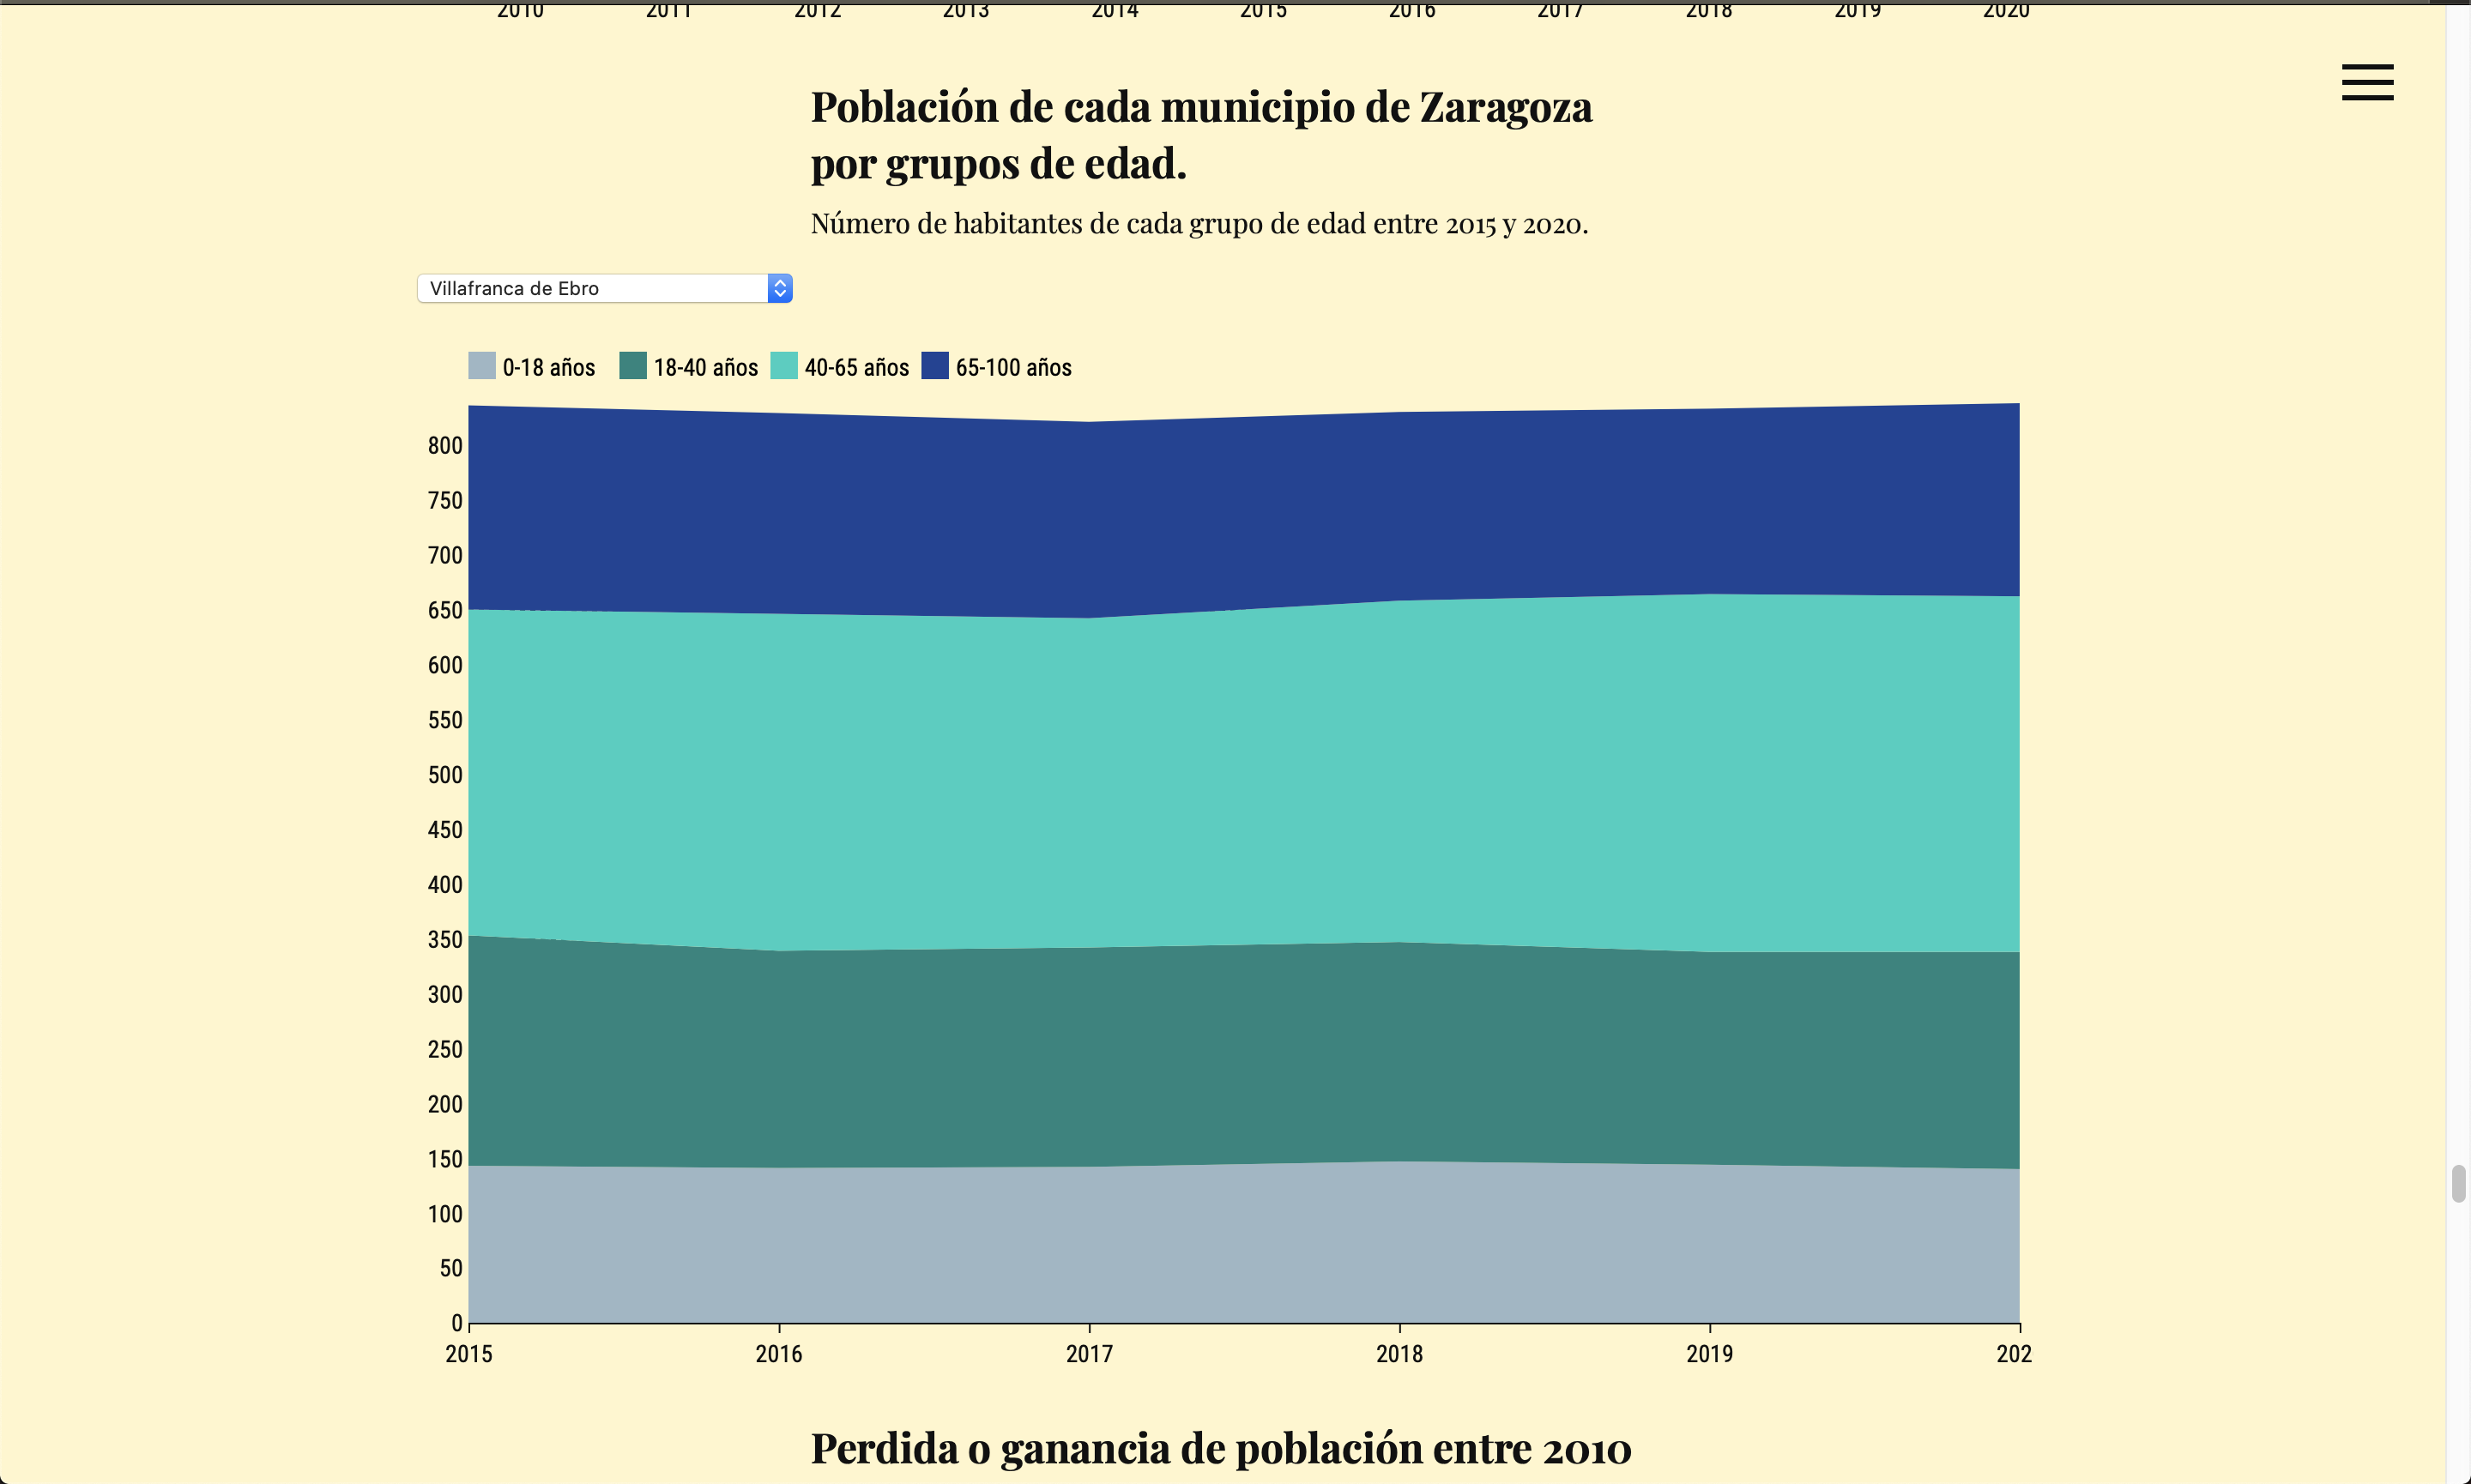 2010 2011 2012 2013 2014 2015 2016 2017 2018 2019 2020
Población de cada municipio de Zaragoza
por grupos de edad.
Número de habitantes de cada grupo de edad entre 2015 y 2020.
Villafranca de Ebro
0-18 años 18-40 años 40-65 años 65-100 años
800
750
700
650
600
550
500
450
400
350
300
250
200
150
100
50
0
2015 2016 2017 2018 2019 202
Perdida o ganancia de población entre 2010